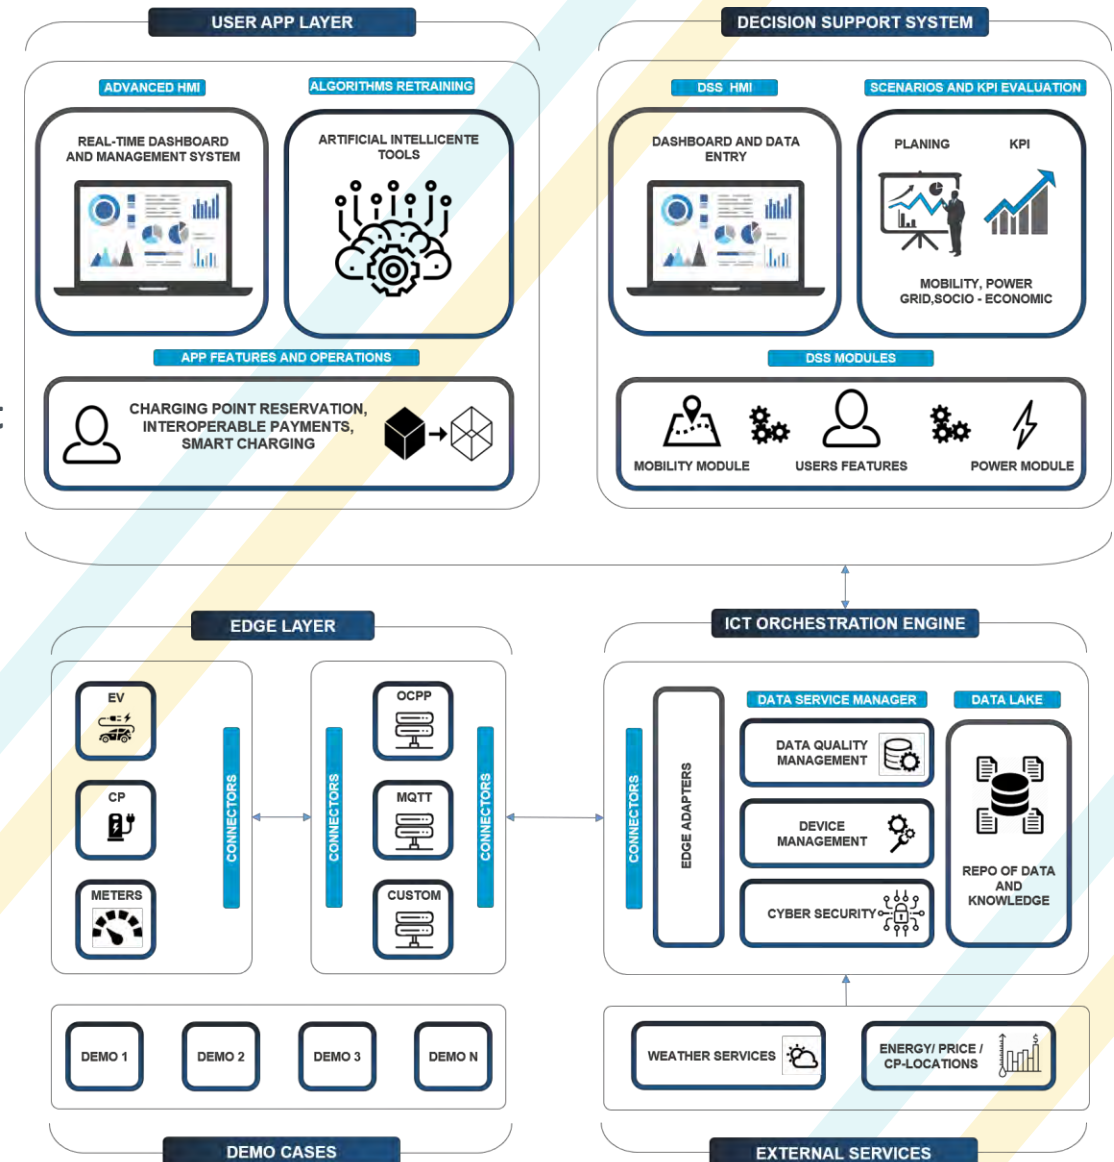 USER APP LAYER
ADVANCED HMI
ALGORITHMS RETRAINING
REAL-TIME DASHBOARD
AND MANAGEMENT SYSTEM
ARTIFICIAL INTELLICENTE
TOOLS
APP FEATURES AND OPERATIONS
CHARGING POINT RESERVATION,
INTEROPERABLE PAYMENTS,
SMART CHARGING
DECISION SUPPORT SYSTEM
DSS HMI
SCENARIOS AND KPI EVALUATION
DASHBOARD AND DATA
ENTRY
PLANING
KPI
MOBILITY, POWER
GRID,SOCIO - ECONOMIC
DSS MODULES
MOBILITY MODULE
USERS FEATURES
POWER MODULE
t
EDGE LAYER
EV
CP
METERS
CONNECTORS
CONNECTORS
OCPP
MQTT
CUSTOM
CONNECTORS
ICT ORCHESTRATION ENGINE
CONNECTORS
EDGE ADAPTERS
DATA SERVICE MANAGER
DATA QUALITY
MANAGEMENT
DEVICE
MANAGEMENT
CYBER SECURITY
DATA LAKE
REPO OF DATA
AND
KNOWLEDGE
DEMO 1
DEMO 2
DEMO 3
DEMO N
DEMO CASES
WEATHER SERVICES
ENERGY/ PRICE /
CP-LOCATIONS
$
EXTERNAL SERVICES